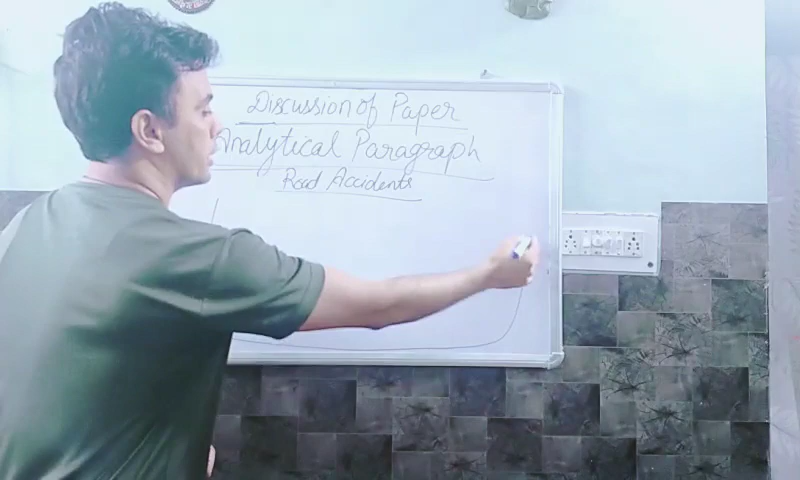 Discussion of Paper
Analytical Paragraph
Road Accidents